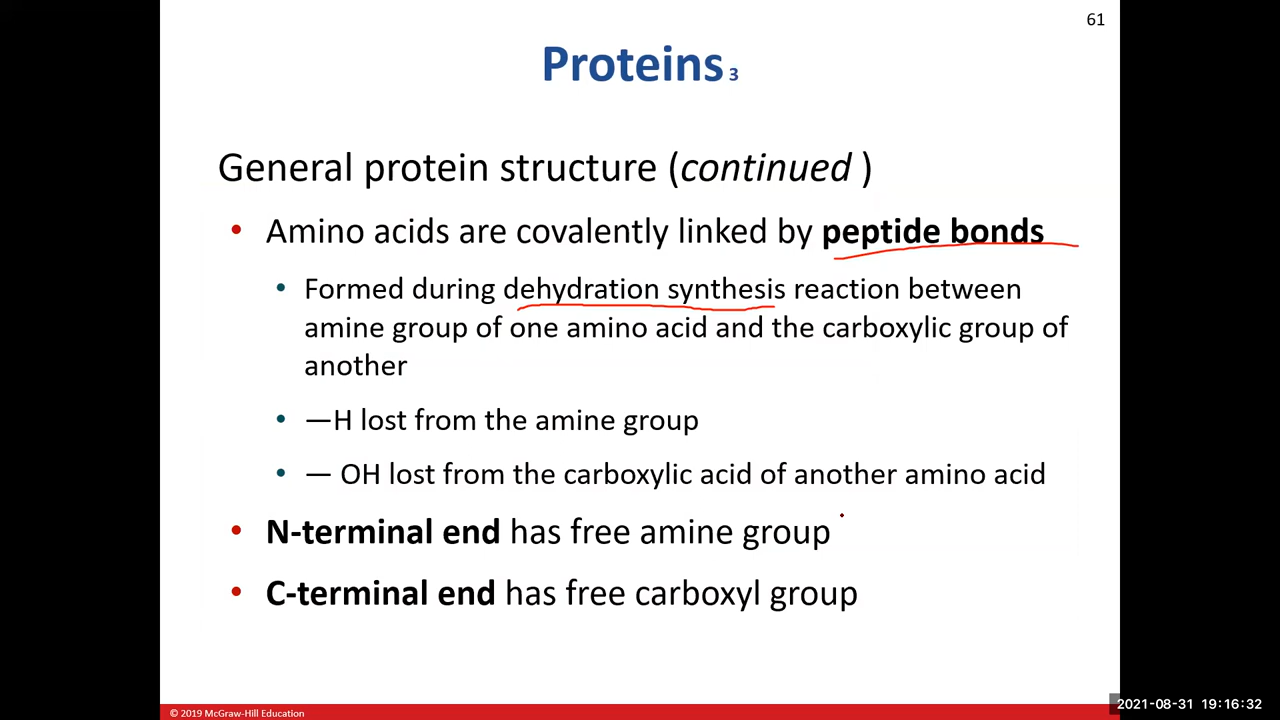 61
Proteins 3
General protein structure (continued )
• Amino acids are covalently linked by peptide bonds
• Formed during dehydration synthesis reaction between
amine group of one amino acid and the carboxylic group of
another
• —H lost from the amine group
• — OH lost from the carboxylic acid of another amino acid
• N-terminal end has free amine group
• C-terminal end has free carboxyl group
© 2019 McGraw-Hill Education
2021-08-31 19:16:32